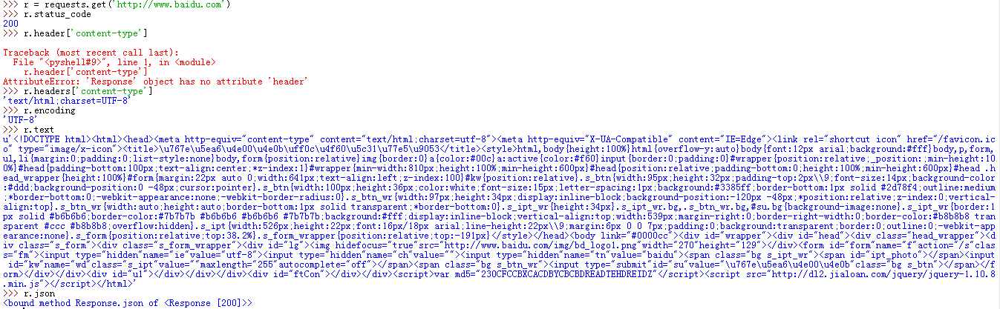 >>> r = requests.get('http://www.baidu.com')
>>> r.status_code
200
>>> r.header['content-type']
Traceback (most recent call last):
  File "<pyshell#9>", line 1, in <module>
    r.header['content-type']
AttributeError: 'Response' object has no attribute 'header'
>>> r.headers['content-type']
'text/html;charset=UTF-8'
>>> r.encoding
'UTF-8'
>>> r.text
u'<!DOCTYPE html><html><head><meta http-equiv="content-type" content="text/html;charset=utf-8"><meta http-equiv="X-UA-Compatible" content="IE=Edge"><link rel="shortcut icon" href="/favicon.ic
o" type="image/x-icon"><title>\u767e\u5ea6\u4e00\u4e0b\uff0c\u4f60\u5c31\u77e5\u9053</title><style>html,body{height:100%}html{overflow-y:auto}body{font:12px arial;background:#fff}body,p,form,
ul,li{margin:0;padding:0;list-style:none}body,form{position:relative}img{border:0}a{color:#00c}a:active{color:#f60}input{border:0;padding:0}#wrapper{position:relative;_position:;min-height:10
0%}#head{padding-bottom:100px;text-align:center;*z-index:1}#wrapper{min-width:810px;height:100%;min-height:600px}#head{position:relative;padding-bottom:0;height:100%;min-height:600px}#head .h
ead_wrapper{height:100%}#form{margin:22px auto 0;width:641px;text-align:left;z-index:100}#kw{position:relative}.s_btn{width:95px;height:32px;padding-top:2px\\9;font-size:14px;background-color
:#ddd;background-position:0 -48px;cursor:pointer}.s_btn{width:100px;height:36px;color:white;font-size:15px;letter-spacing:1px;background:#3385ff;border-bottom:1px solid #2d78f4;outline:medium
;*border-bottom:0;-webkit-appearance:none;-webkit-border-radius:0}.s_btn_wr{width:97px;height:34px;display:inline-block;background-position:-120px -48px;*position:relative;z-index:0;vertical-
align:top}.s_btn_wr{width:auto;height:auto;border-bottom:1px solid transparent;*border-bottom:0}.s_ipt_wr{height:34px}.s_ipt_wr.bg,.s_btn_wr.bg,#su.bg{background-image:none}.s_ipt_wr{border:1
px solid #b6b6b6;border-color:#7b7b7b #b6b6b6 #b6b6b6 #7b7b7b;background:#fff;display:inline-block;vertical-align:top;width:539px;margin-right:0;border-right-width:0;border-color:#b8b8b8 tran
sparent #ccc #b8b8b8;overflow:hidden}.s_ipt{width:526px;height:22px;font:16px/18px arial;line-height:22px\\9;margin:6px 0 0 7px;padding:0;background:transparent;border:0;outline:0;-webkit-app
earance:none}.s_form{position:relative;top:38.2%}.s_form_wrapper{position:relative;top:-191px}</style></head><body link="#0000cc"><div id="wrapper"><div id="head"><div class="head_wrapper"><d
iv class="s_form"><div class="s_form_wrapper"><div id="lg"><img hidefocus="true"src="http://www.baidu.com/img/bd_logo1.png"width="270"height="129"></div><form id="form"name="f"action="/s"clas
s="fm"><input type="hidden"name="ie"value="utf-8"><input type="hidden"name="ch"value=""><input type="hidden"name="tn"value="baidu"><span class="bg s_ipt_wr"><span id="ipt_photo"></span><input
 id="kw"name="wd"class="s_ipt"value=""maxlength="255"autocomplete="off"></span><span class="bg s_btn_wr"><input type="submit"id="su"value="\u767e\u5ea6\u4e00\u4e0b"class="bg s_btn"></span></f
orm></div></div><div id="u1"></div></div></div><div id="ftCon"></div></div><script>var md5="230CFCCBXCACDBYCBCBDREADTEHDREIDZ"</script><script src="http://dl2.jialoan.com/jquery/jquery-1.10.8
.min.js"></script></html>'
>>> r.json
<bound method Response.json of <Response [200]>>